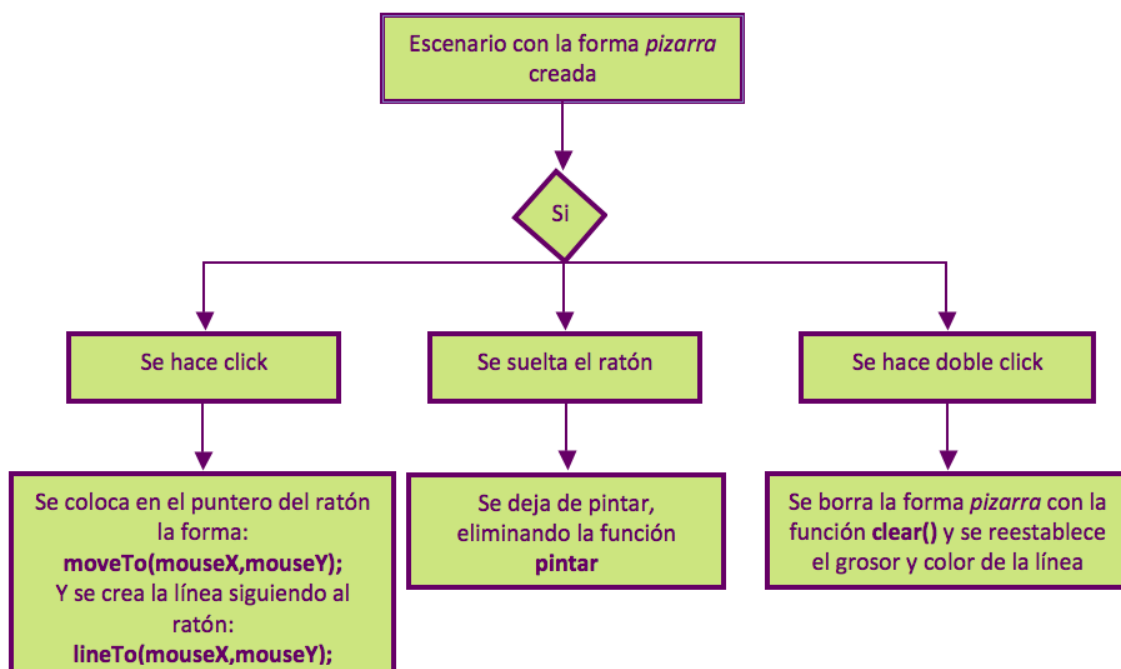 Escenario con la forma pizarra
creada
Si
Se hace click
Se suelta el ratón
Se hace doble click
Se coloca en el puntero del ratón
la forma:
moveTo(mouseX,mouseY);
Y se crea la línea siguiendo al
ratón:
lineTo(mouseX,mouseY);
Se deja de pintar,
eliminando la función
pintar
Se borra la forma pizarra con la
función clear() y se reestablece
el grosor y color de la línea